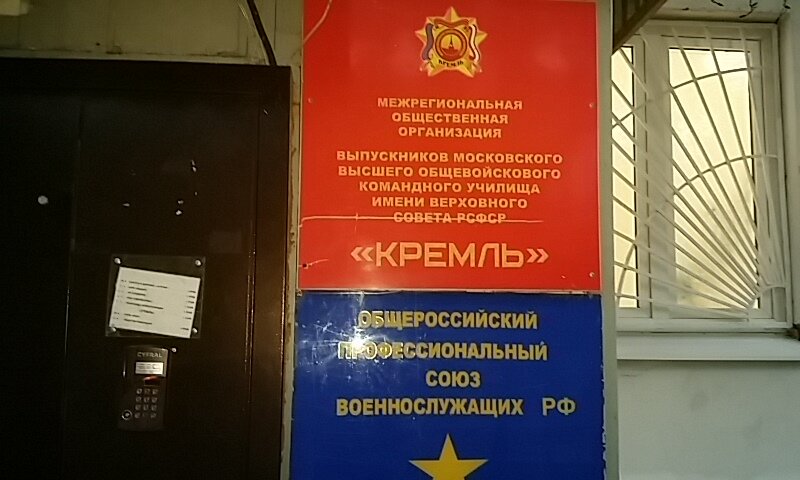 КРЕМЛЬ
МЕЖРЕГИОНАЛЬНАЯ
ОБЩЕСТВЕННАЯ
ОРГАНИЗАЦИЯ
ВЫПУСКНИКОВ МОСКОВСКОГО
ВЫСШЕГО ОБЩЕВОЙСКОВОГО
КОМАНДНОГО УЧИЛИЩА
ИМЕНИ ВЕРХОВНОГО
СОВЕТА РСФСР
«КРЕМЛЬ»
ОБЩЕРОССИЙСКИЙ
ПРОФЕССИОНАЛЬНЫЙ
СОЮЗ
ВОЕННОСЛУЖАЩИХ РФ
CYFRAL